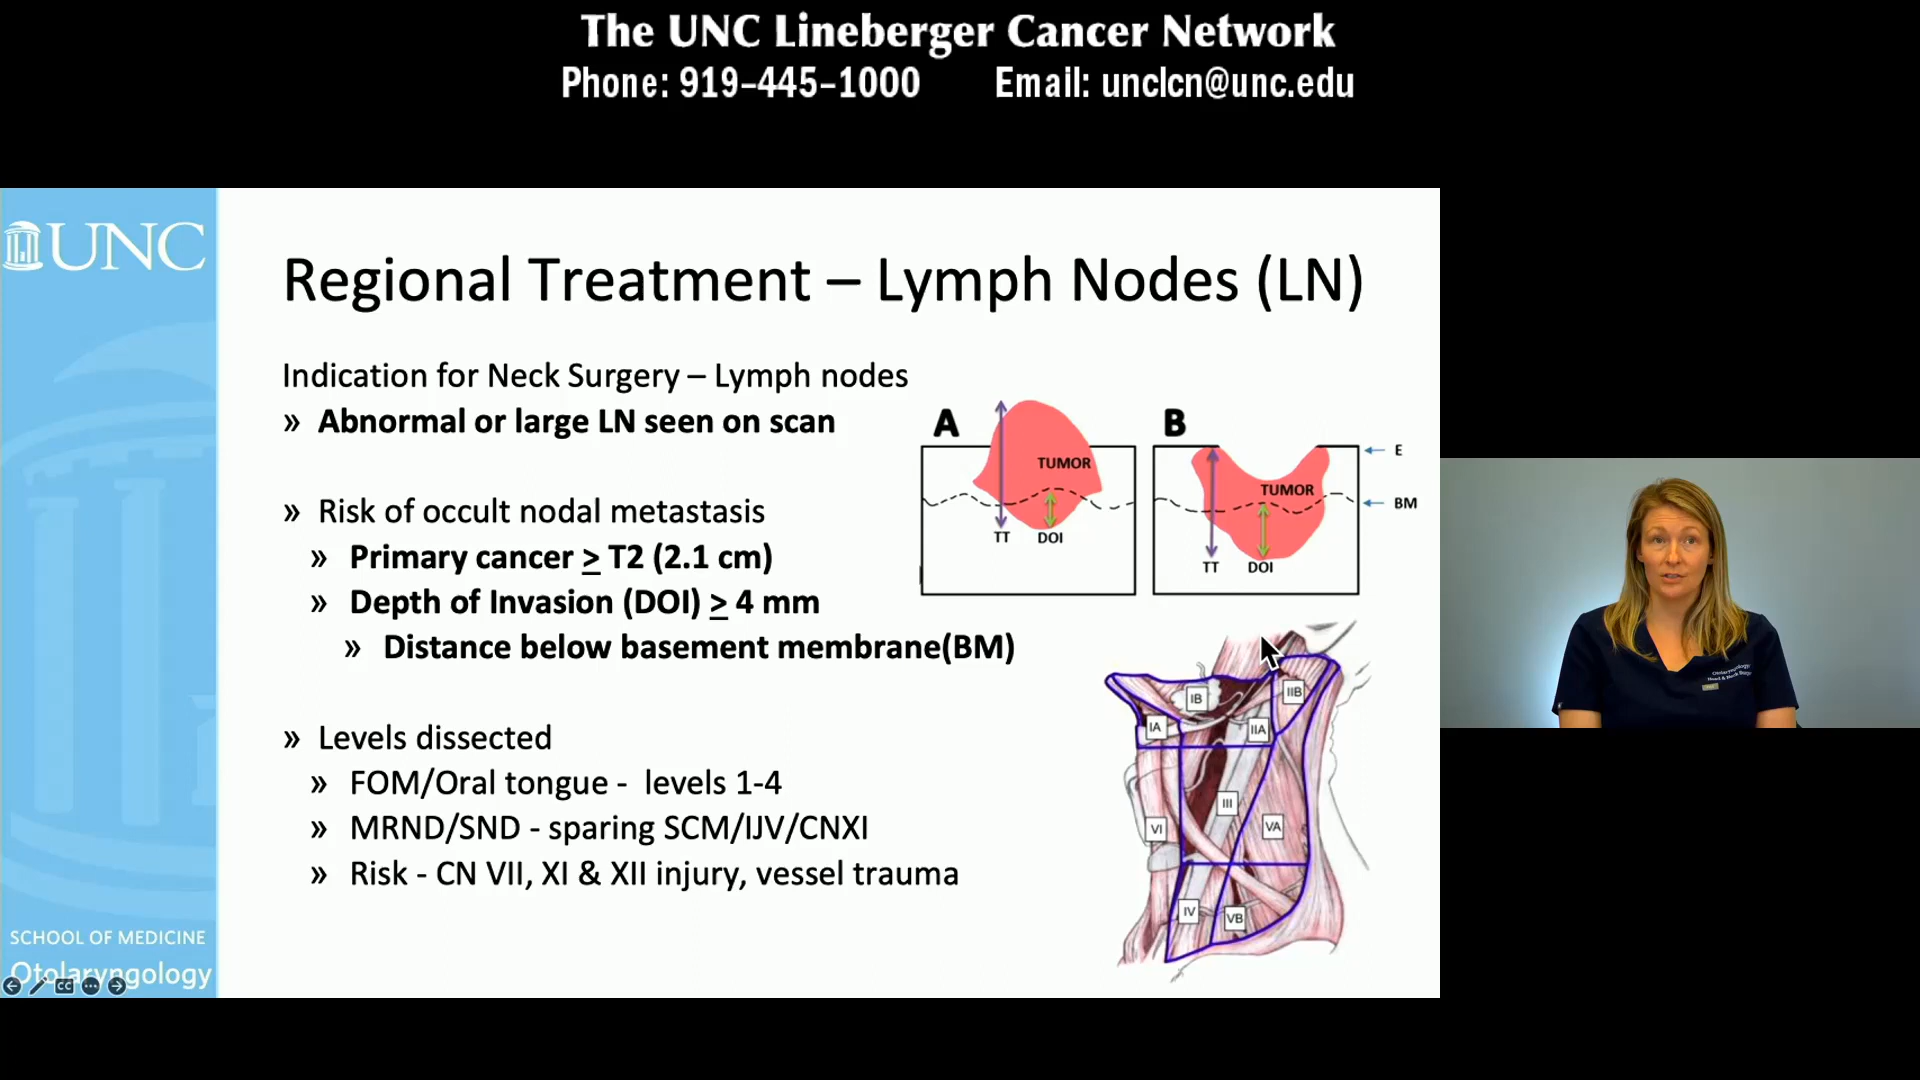 The UNC Lineberger Cancer Network
Phone: 919-445-1000 Email: unclcn@unc.edu
UNC
Regional Treatment – Lymph Nodes (LN)
Indication for Neck Surgery – Lymph nodes
» Abnormal or large LN seen on scan
» Risk of occult nodal metastasis
» Primary cancer ≥ T2 (2.1 cm)
» Depth of Invasion (DOI) ≥ 4 mm
» Distance below basement membrane(BM)
» Levels dissected
» FOM/Oral tongue - levels 1-4
» MRND/SND - sparing SCM/IJV/CNXI
» Risk - CN VII, XI & XII injury, vessel trauma
A
TUMOR
TT DOI
B
TUMOR
TT DOI
E
BM
IB
IIB
IA
IIA
III
VI
VA
IV
VB
SCHOOL OF MEDICINE
Otolaryngology
CC
Otolaryngology